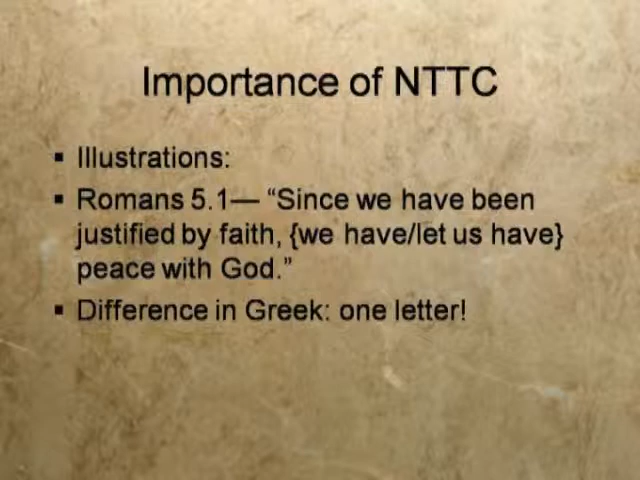 Importance of NTTC
▪ Illustrations:
▪ Romans 5.1— “Since we have been
justified by faith, {we have/let us have}
peace with God.”
▪ Difference in Greek: one letter!